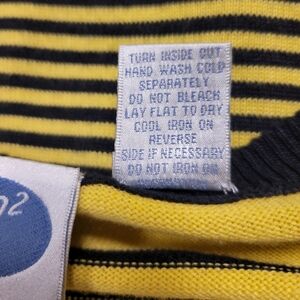 TURN INSIDE OUT
HAND WASH COLD
SEPARATELY
DO NOT BLEACH
LAY FLAT TO DRY
COOL IRON ON
REVERSE
SIDE IF NECESSARY
DO NOT IRON ON
2